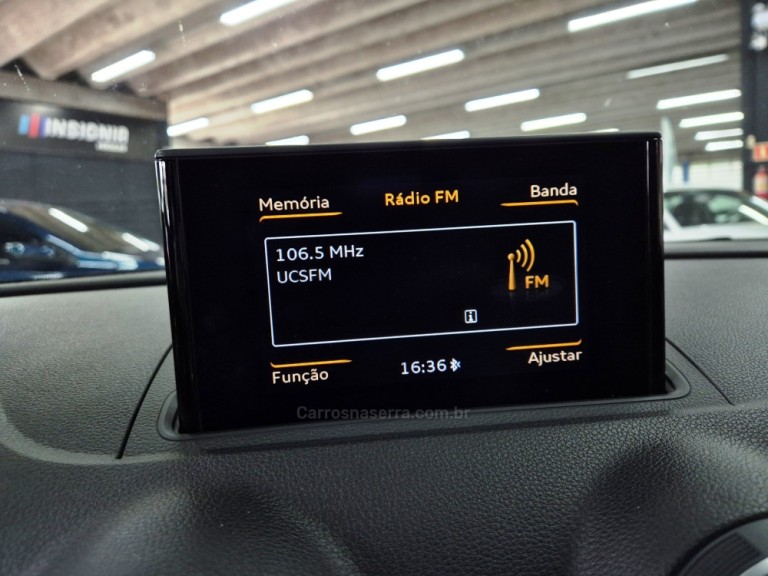 INSIGNIA
Memória
Rádio FM
Banda
106.5 MHz
UCSFM
FM
i
Função
16:36
Ajustar
Carrosnaserra.com.br